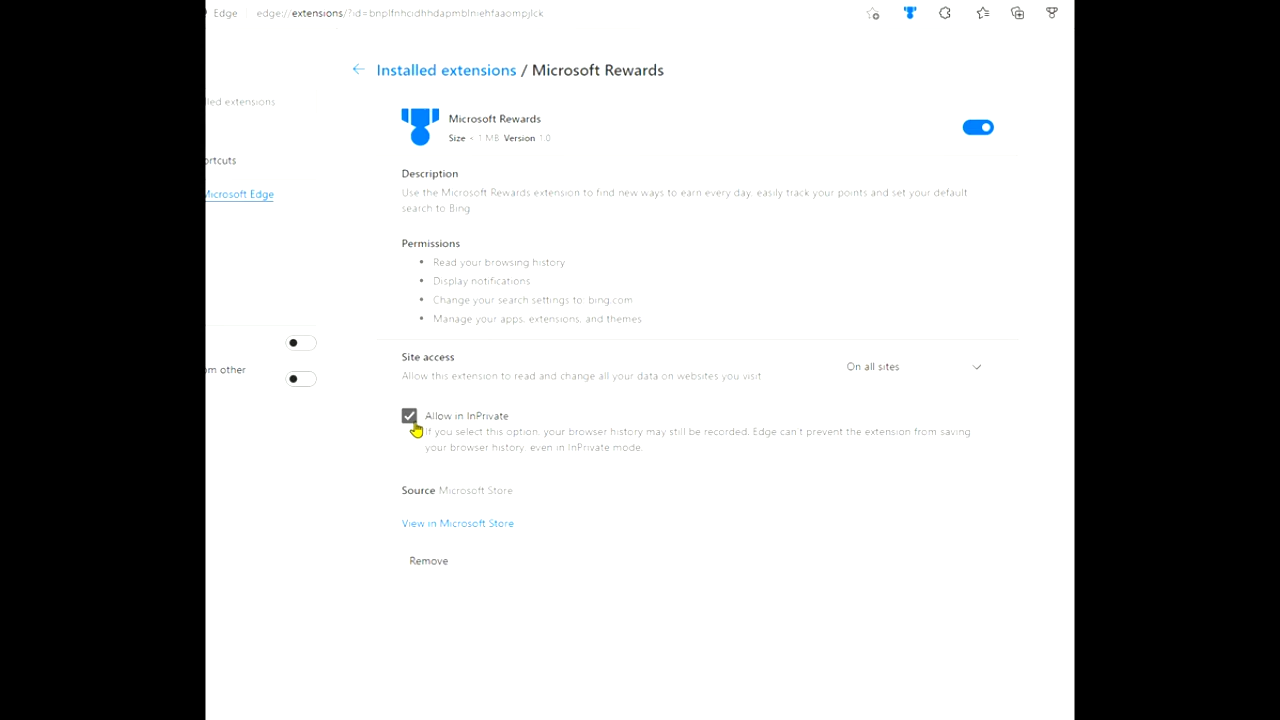 Edge edge://extensions/?id=bnplfnhcidhhdapmblniehfaaompjlck
Installed extensions / Microsoft Rewards
lled extensions
Microsoft Rewards
Size - 1 MB Version 1.0
ortcuts
Description
Microsoft Edge
Use the Microsoft Rewards extension to find new ways to earn every day, easily track your points and set your default
search to Bing
Permissions
Read your browsing history
Display notifications
Change your search settings to: bing.com
Manage your apps, extensions, and themes
Site access
On all sites
om other
Allow this extension to read and change all your data on websites you visit
Allow in InPrivate
If you select this option, your browser history may still be recorded. Edge can't prevent the extension from saving
your browser history, even in InPrivate mode.
Source Microsoft Store
View in Microsoft Store
Remove